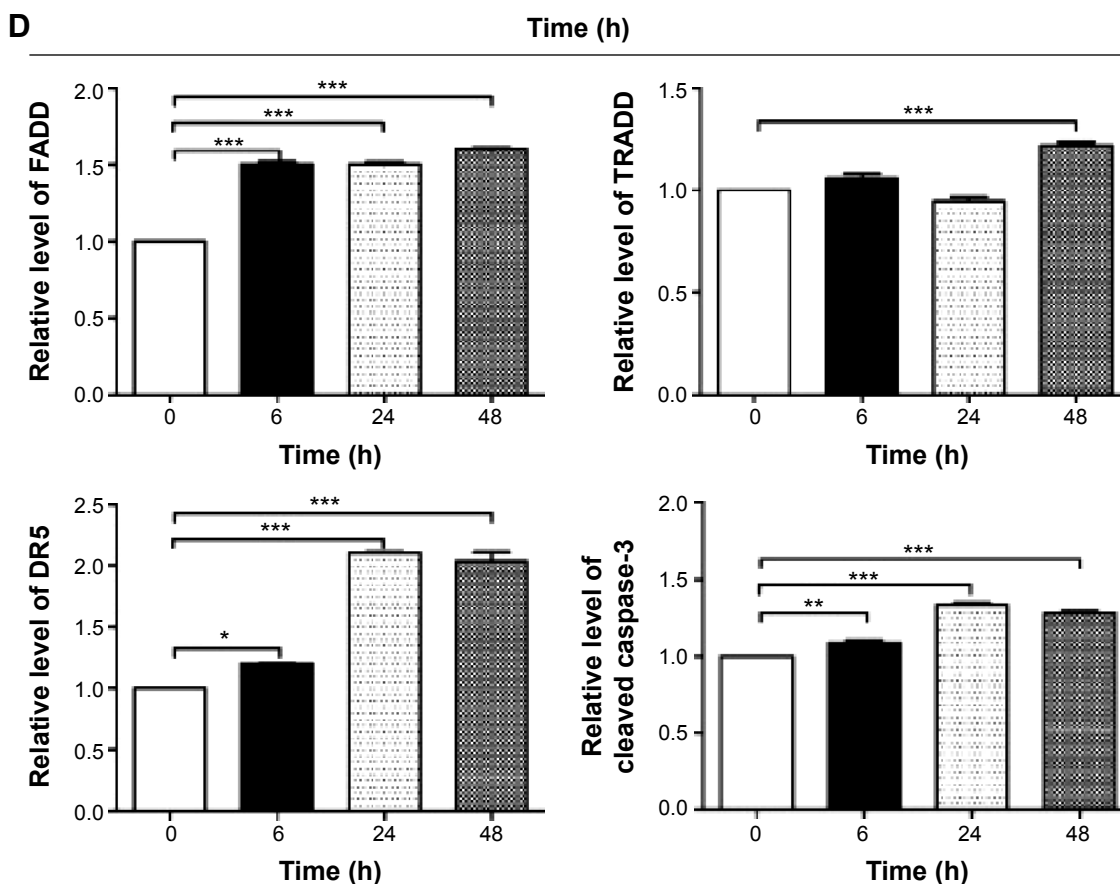 D
Time (h)
Relative level of FADD
2.0
1.5
1.0
0.5
0.0
***
***
***
0 6 24 48
Time (h)
Relative level of TRADD
1.5
1.0
0.5
0.0
***
0 6 24 48
Time (h)
Relative level of DR5
2.5
2.0
1.5
1.0
0.5
0.0
***
***
*
0 6 24 48
Time (h)
Relative level of
cleaved caspase-3
2.0
1.5
1.0
0.5
0.0
***
***
**
0 6 24 48
Time (h)